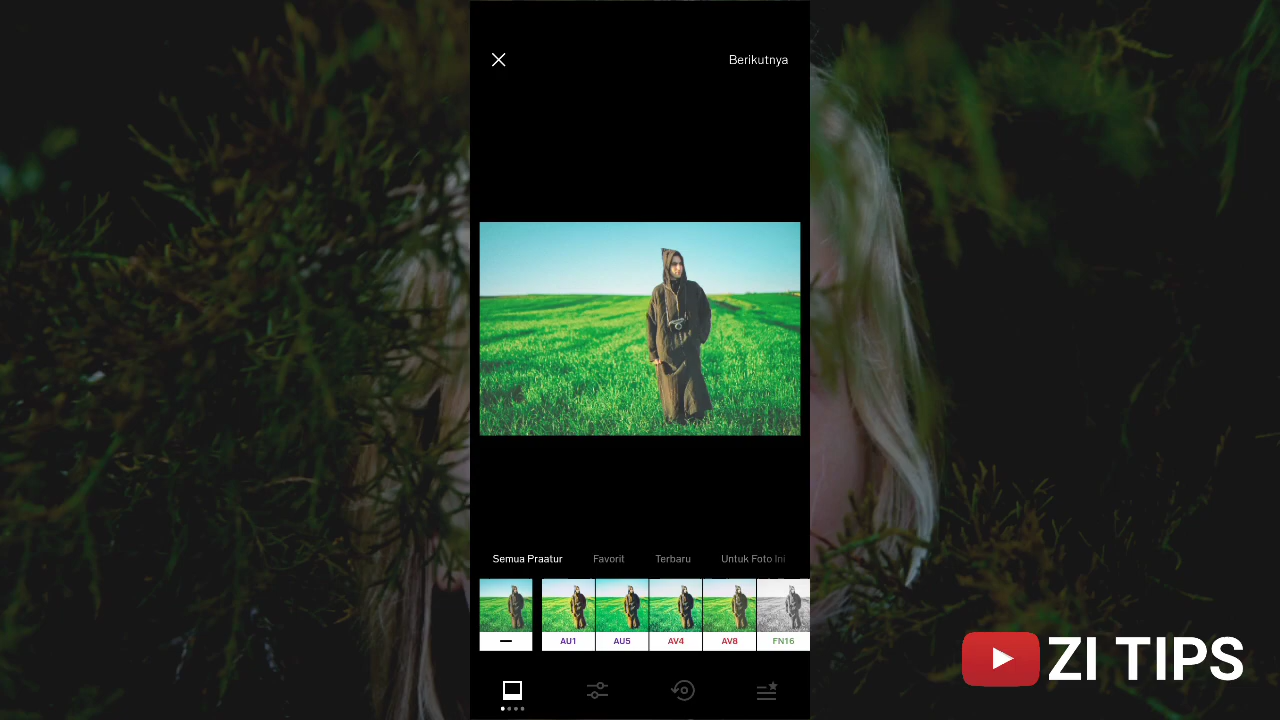 Berikutnya
Semua Praatur Favorit Terbaru Untuk Foto Ini
AU1 AU5 AV4 AV8 FN16
ZI TIPS